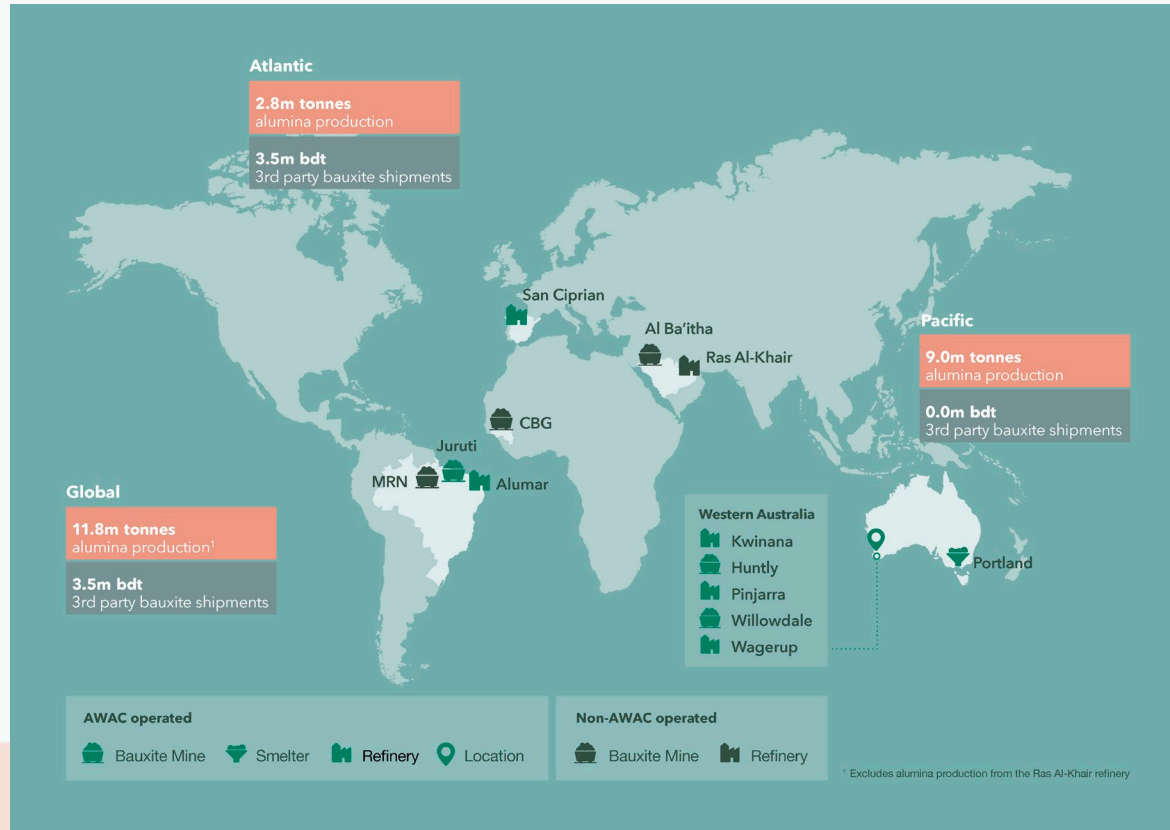 Atlantic
2.8m tonnes
alumina production
3.5m bdt
3rd party bauxite shipments
San Ciprian
Al Ba’itha
Ras Al-Khair
Pacific
9.0m tonnes
alumina production
0.0m bdt
3rd party bauxite shipments
CBG
Juruti
MRN
Alumar
Global
11.8m tonnes
alumina production¹
3.5m bdt
3rd party bauxite shipments
Western Australia
Kwinana
Huntly
Pinjarra
Willowdale
Wagerup
Portland
AWAC operated
Bauxite Mine
Smelter
Refinery
Location
Non-AWAC operated
Bauxite Mine
Refinery
¹ Excludes alumina production from the Ras Al-Khair refinery